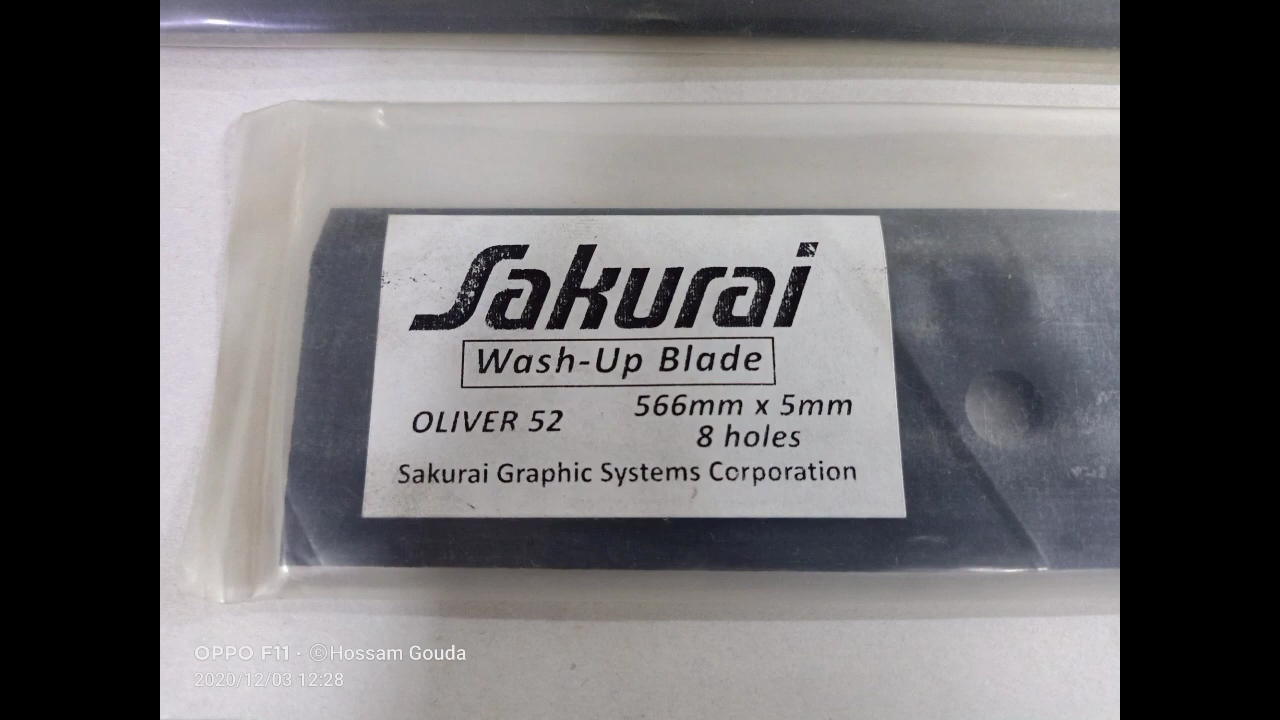 Sakurai
Wash-Up Blade
OLIVER 52
566mm x 5mm
8 holes
Sakurai Graphic Systems Corporation
OPPO F11 · ©Hossam Gouda
2020/12/03 12:28